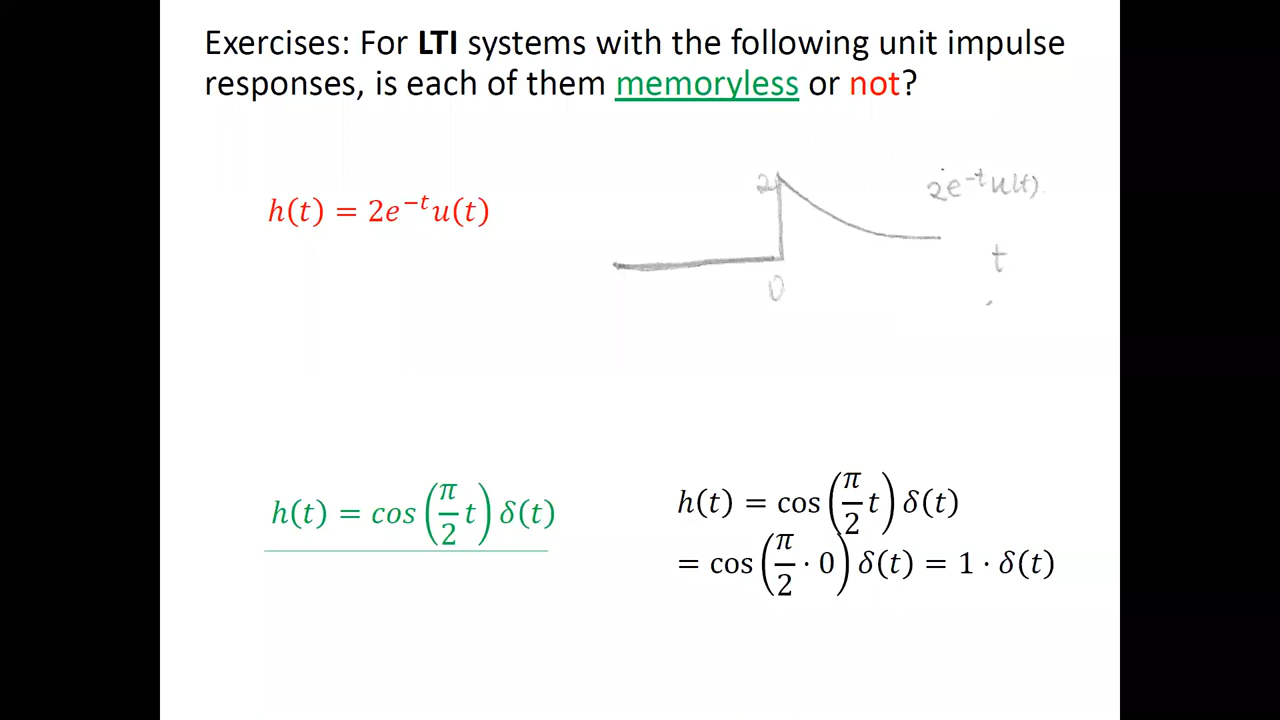 Exercises: For LTI systems with the following unit impulse
responses, is each of them memoryless or not?
h(t) = 2e^{−t}u(t)
2
2e^{-t}u(t)
t
0
h(t) = cos(π/2 t) δ(t)
h(t) = cos(π/2 t) δ(t)
= cos(π/2 · 0) δ(t) = 1 · δ(t)